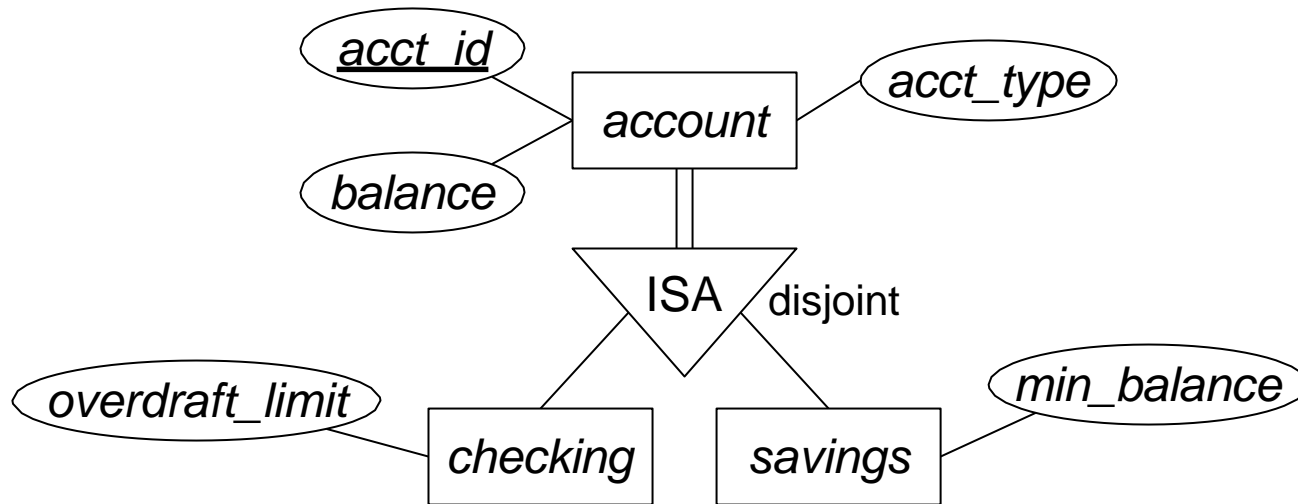 acct_id
acct_type
account
balance
ISA
disjoint
overdraft_limit
min_balance
checking
savings